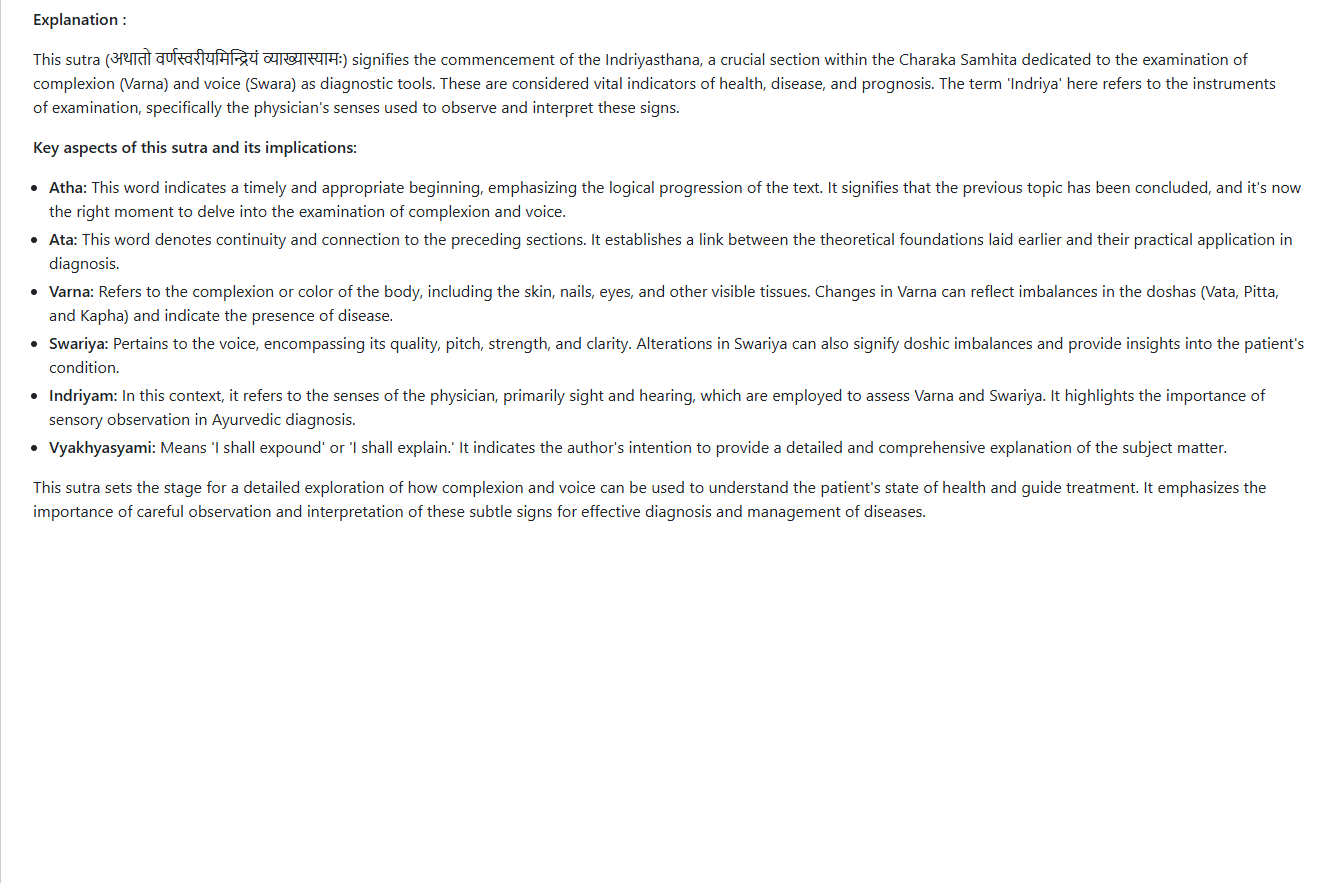 Explanation :
This sutra (अथातो वर्णस्वरीयमिन्द्रियं व्याख्यास्यामः) signifies the commencement of the Indriyasthana, a crucial section within the Charaka Samhita dedicated to the examination of
complexion (Varna) and voice (Swara) as diagnostic tools. These are considered vital indicators of health, disease, and prognosis. The term 'Indriya' here refers to the instruments
of examination, specifically the physician's senses used to observe and interpret these signs.
Key aspects of this sutra and its implications:
• Atha: This word indicates a timely and appropriate beginning, emphasizing the logical progression of the text. It signifies that the previous topic has been concluded, and it's now
the right moment to delve into the examination of complexion and voice.
• Ata: This word denotes continuity and connection to the preceding sections. It establishes a link between the theoretical foundations laid earlier and their practical application in
diagnosis.
• Varna: Refers to the complexion or color of the body, including the skin, nails, eyes, and other visible tissues. Changes in Varna can reflect imbalances in the doshas (Vata, Pitta,
and Kapha) and indicate the presence of disease.
• Swariya: Pertains to the voice, encompassing its quality, pitch, strength, and clarity. Alterations in Swariya can also signify doshic imbalances and provide insights into the patient's
condition.
• Indriyam: In this context, it refers to the senses of the physician, primarily sight and hearing, which are employed to assess Varna and Swariya. It highlights the importance of
sensory observation in Ayurvedic diagnosis.
• Vyakhyasyami: Means 'I shall expound' or 'I shall explain.' It indicates the author's intention to provide a detailed and comprehensive explanation of the subject matter.
This sutra sets the stage for a detailed exploration of how complexion and voice can be used to understand the patient's state of health and guide treatment. It emphasizes the
importance of careful observation and interpretation of these subtle signs for effective diagnosis and management of diseases.